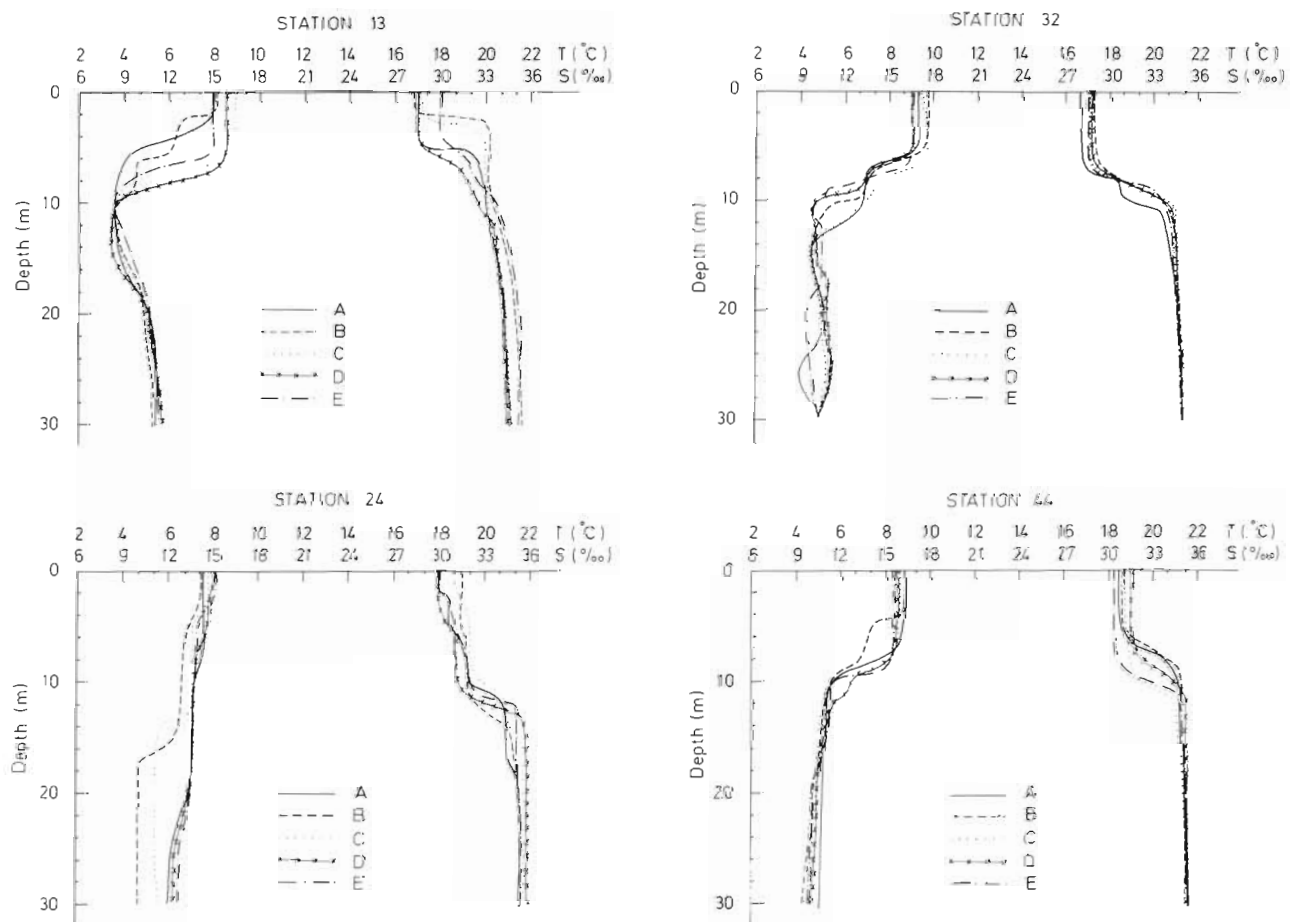 STATION 13
2 4 6 8 10 12 14 16 18 20 22 T (°C)
6 9 12 15 18 21 24 27 30 33 36 S (‰)
0
10
20
30
Depth (m)
A
B
C
D
E
STATION 32
2 4 6 8 10 12 14 16 18 20 22 T (°C)
6 9 12 15 18 21 24 27 30 33 36 S (‰)
0
10
20
30
Depth (m)
A
B
C
D
E
STATION 24
2 4 6 8 10 12 14 16 18 20 22 T (°C)
6 9 12 15 18 21 24 27 30 33 36 S (‰)
0
10
20
30
Depth (m)
A
B
C
D
E
STATION 44
2 4 6 8 10 12 14 16 18 20 22 T (°C)
6 9 12 15 18 21 24 27 30 33 36 S (‰)
0
10
20
30
Depth (m)
A
B
C
D
E